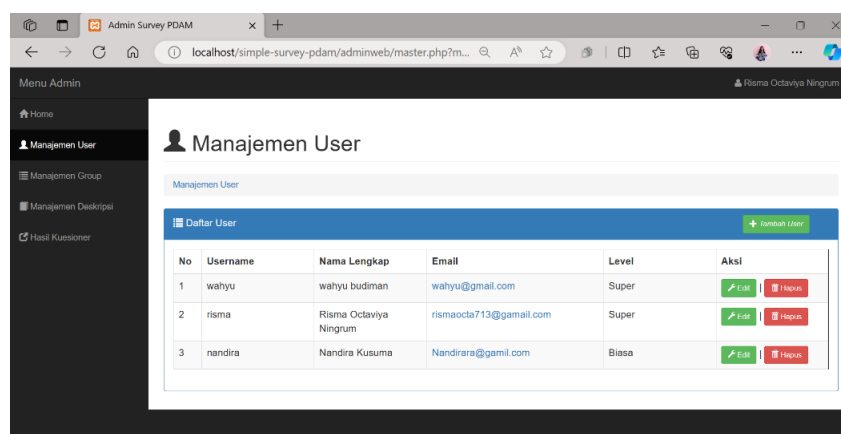 Admin Survey PDAM
localhost/simple-survey-pdam/adminweb/master.php?m...
Menu Admin
Risma Octaviya Ningrum
Home
Manajemen User
Manajemen Group
Manajemen Deskripsi
Hasil Kuesioner
Manajemen User
Manajemen User
Daftar User
Tambah User
No Username Nama Lengkap Email Level Aksi
1 wahyu wahyu budiman wahyu@gmail.com Super Edit | Hapus
2 risma Risma Octaviya Ningrum rismaocta713@gamail.com Super Edit | Hapus
3 nandira Nandira Kusuma Nandirara@gamil.com Biasa Edit | Hapus